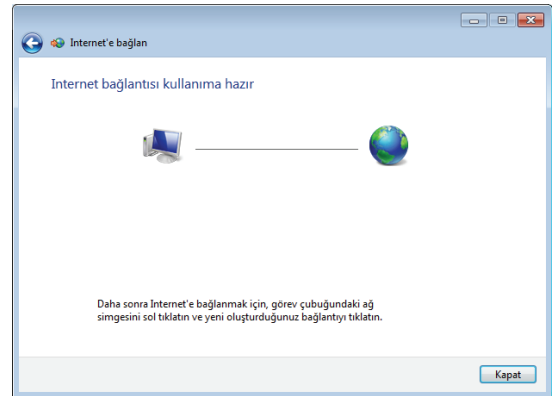 Internet'e bağlan
Internet bağlantısı kullanıma hazır
Daha sonra Internet'e bağlanmak için, görev çubuğundaki ağ
simgesini sol tıklatın ve yeni oluşturduğunuz bağlantıyı tıklatın.
Kapat